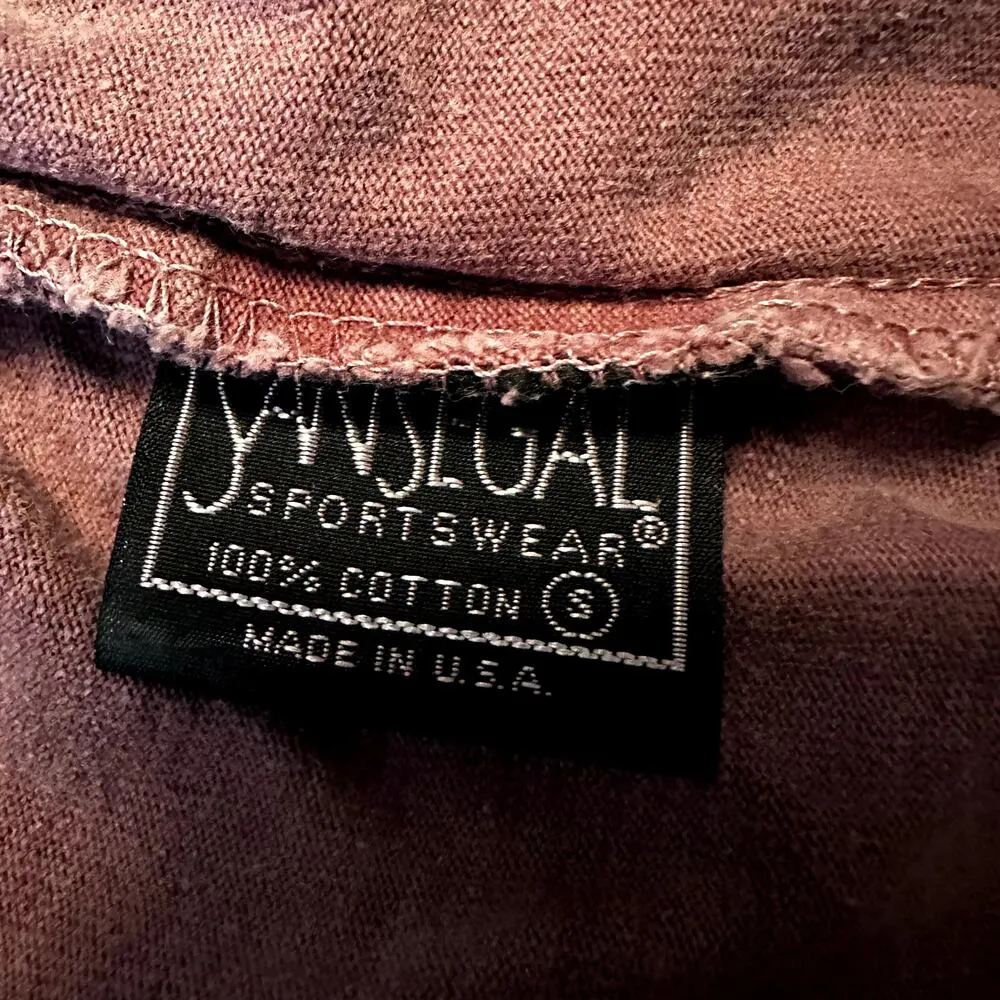 SANSEGAL
SPORTSWEAR®
100% COTTON S
MADE IN U.S.A.